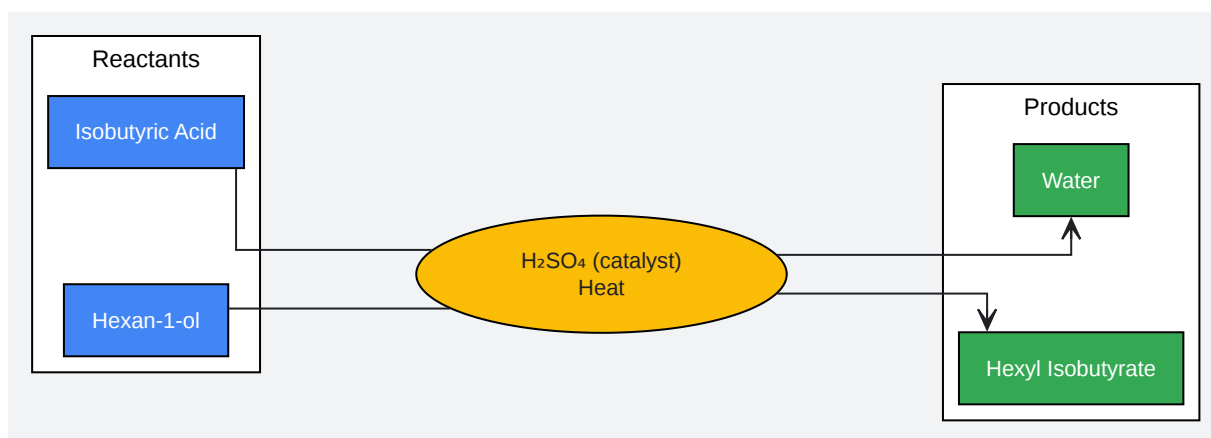 Reactants
Isobutyric Acid
Hexan-1-ol
H₂SO₄ (catalyst)
Heat
Products
Water
Hexyl Isobutyrate